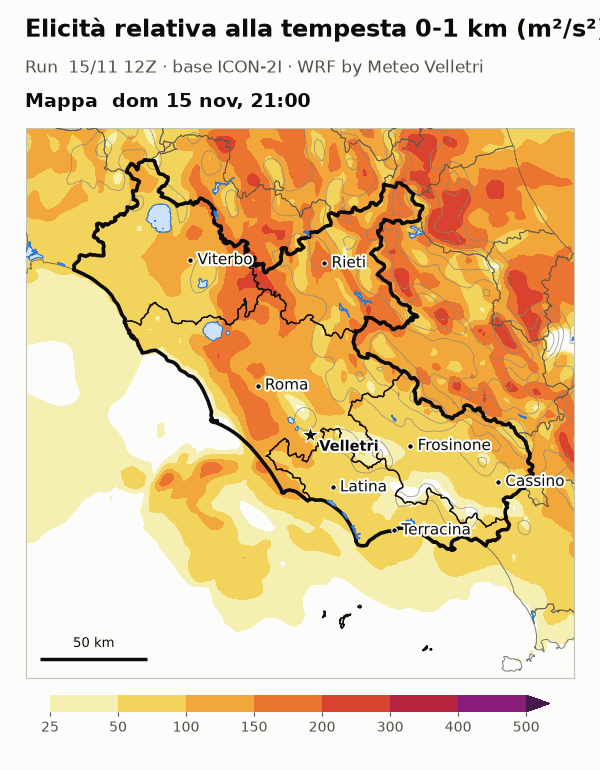 Elicità relativa alla tempesta 0-1 km (m²/s²)
Run 15/11 12Z · base ICON-2I · WRF by Meteo Velletri
Mappa dom 15 nov, 21:00
Viterbo
Rieti
Roma
Velletri
Frosinone
Latina
Cassino
Terracina
50 km
25 50 100 150 200 300 400 500